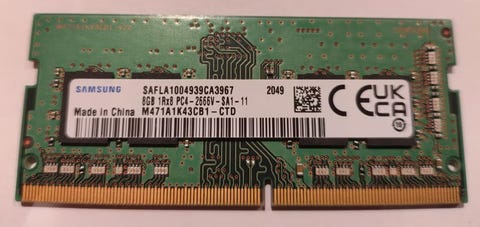 SAMSUNG
SAFLA1004939CA3967 2049
8GB 1Rx8 PC4-2666V-SA1-11
Made in China M471A1K43CB1-CTD
CE UK CA